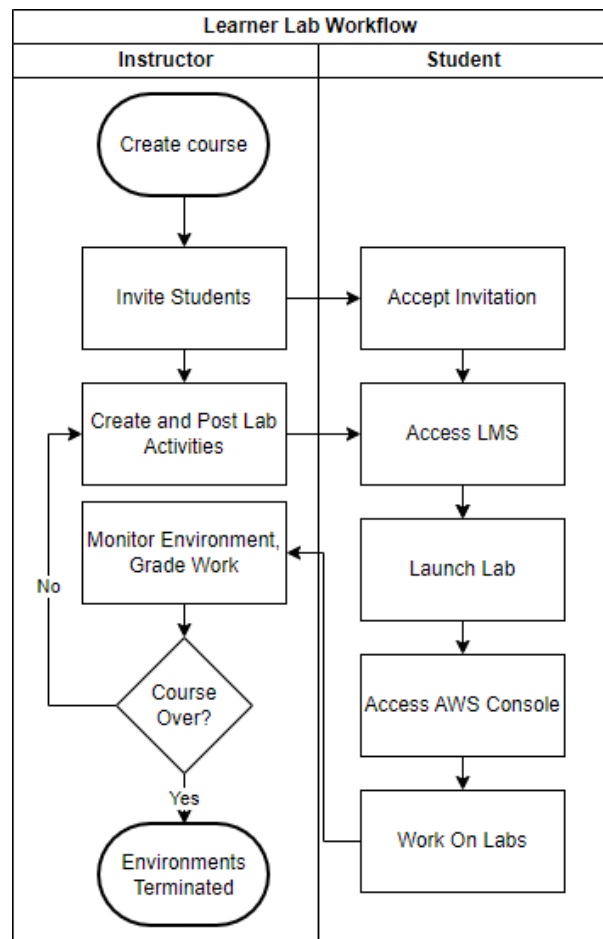 Learner Lab Workflow
Instructor
Student
Create course
Invite Students
Accept Invitation
Create and Post Lab
Activities
Access LMS
Monitor Environment,
Grade Work
Launch Lab
No
Course
Over?
Access AWS Console
Yes
Work On Labs
Environments
Terminated